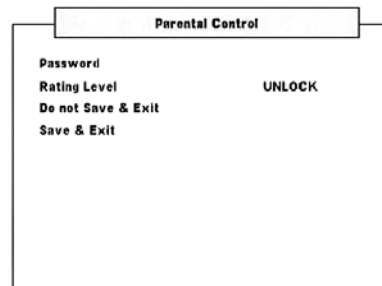 Parental Control
Password
Rating Level UNLOCK
Do not Save & Exit
Save & Exit